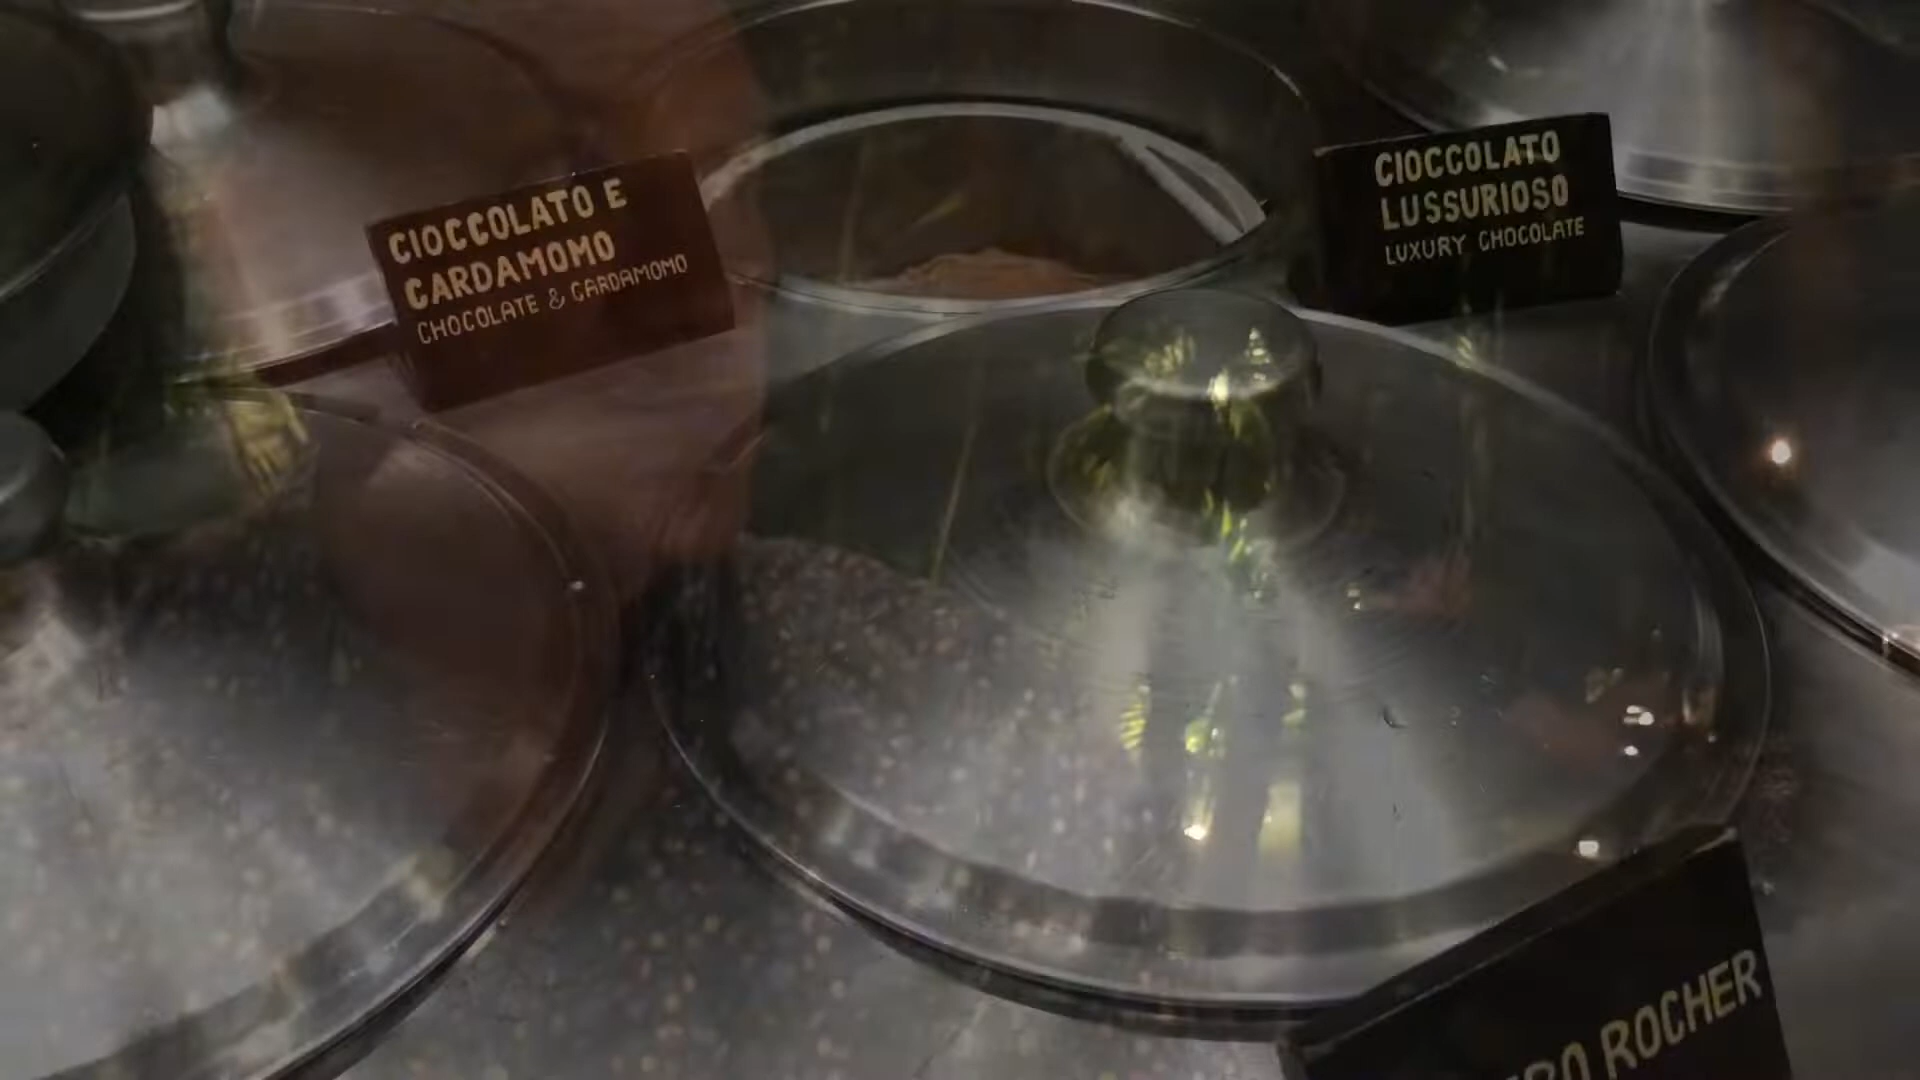 CIOCCOLATO E
CARDAMOMO
CHOCOLATE & CARDAMOMO
CIOCCOLATO
LUSSURIOSO
LUXURY CHOCOLATE
ROCHER